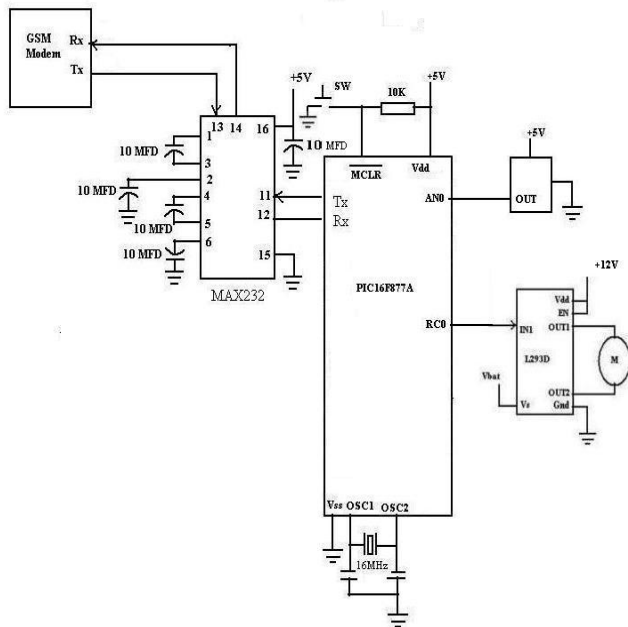 GSM Rx
Modem
Tx
+5V
SW
10K
+5V
13 14 16
1
10 MFD
3
10 MFD
2
10 MFD
4
5
10 MFD
6
10 MFD
11
12
15
MAX232
Tx
Rx
MCLR
Vdd
AN0
PIC16F877A
RC0
+5V
OUT
+12V
Vdd
EN
IN1
OUT1
L293D
M
Vbat
OUT2
Vs
Gnd
Vss OSC1 OSC2
16MHz